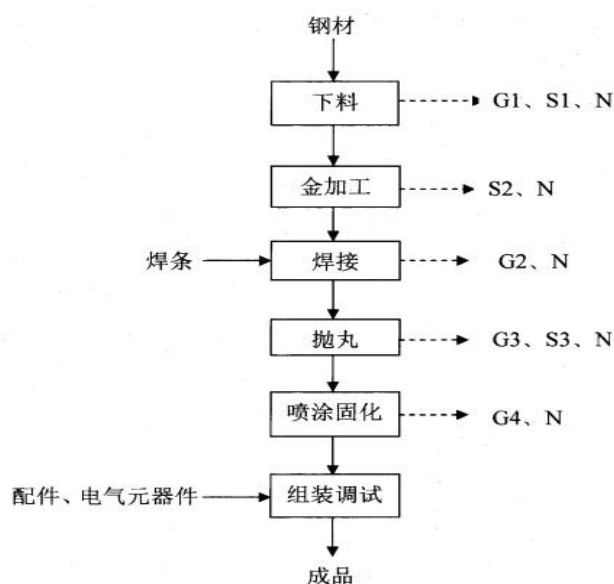 钢材
下料
G1、S1、N
金加工
S2、N
焊条
焊接
G2、N
抛丸
G3、S3、N
喷涂固化
G4、N
配件、电气元器件
组装调试
成品